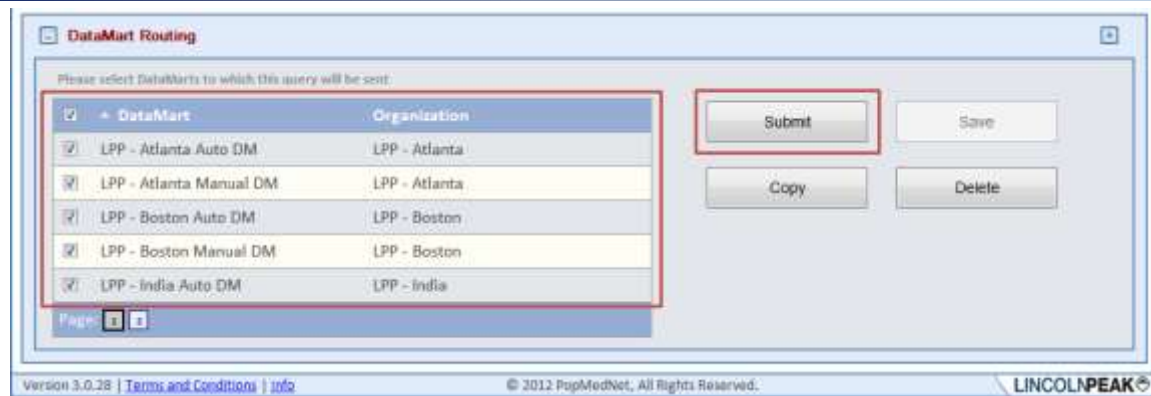 DataMart Routing
Please select DataMarts to which this query will be sent
DataMart Organization
LPP - Atlanta Auto DM LPP - Atlanta
LPP - Atlanta Manual DM LPP - Atlanta
LPP - Boston Auto DM LPP - Boston
LPP - Boston Manual DM LPP - Boston
LPP - India Auto DM LPP - India
Page:
Submit Save
Copy Delete
Version 3.0.28 | Terms and Conditions | Info © 2012 PopMedNet, All Rights Reserved. LINCOLNPEAK